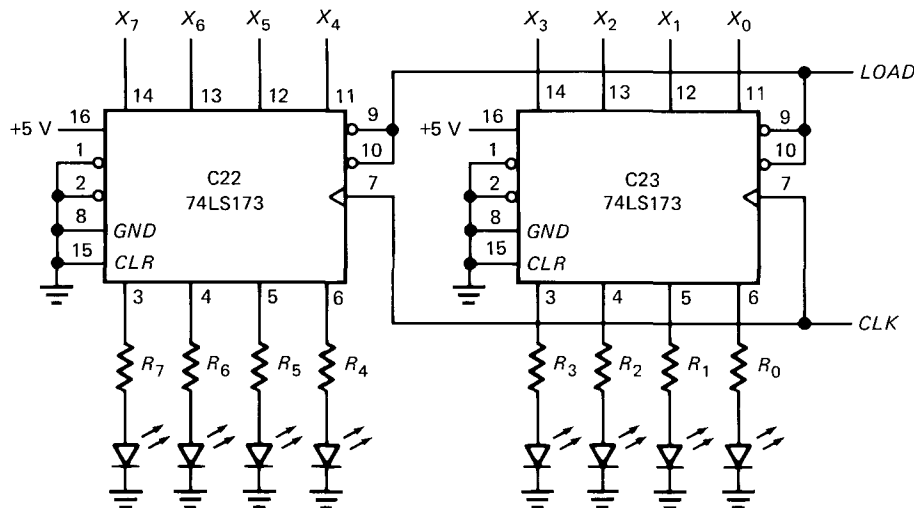 X7 X6 X5 X4 X3 X2 X1 X0
LOAD
14 13 12 11 14 13 12 11
+5 V 16 9 16 9
1 10 1 10
C22 C23
2 74LS173 7 2 74LS173 7
8 GND 8 GND
15 CLR 15 CLR
3 4 5 6 3 4 5 6
CLK
R7 R6 R5 R4 R3 R2 R1 R0
+5 V